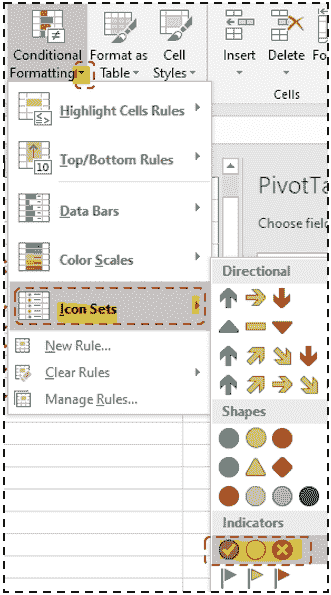 Conditional Format as Cell Insert Delete Fo
Formatting Table Styles
Cells
Highlight Cells Rules
Top/Bottom Rules
10
PivotTa
Data Bars
Choose field
Color Scales
Directional
Icon Sets
New Rule...
Clear Rules
Manage Rules...
Shapes
Indicators